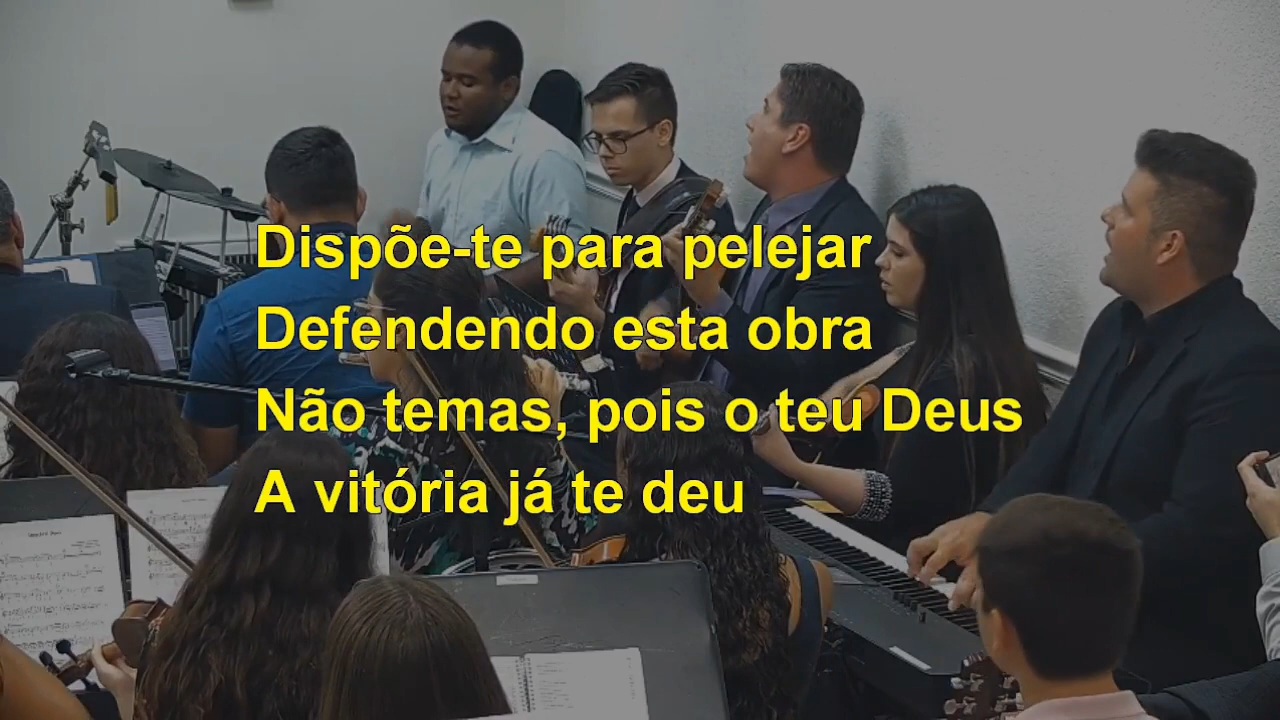 Dispõe-te para pelejar
Defendendo esta obra
Não temas, pois o teu Deus
A vitória já te deu